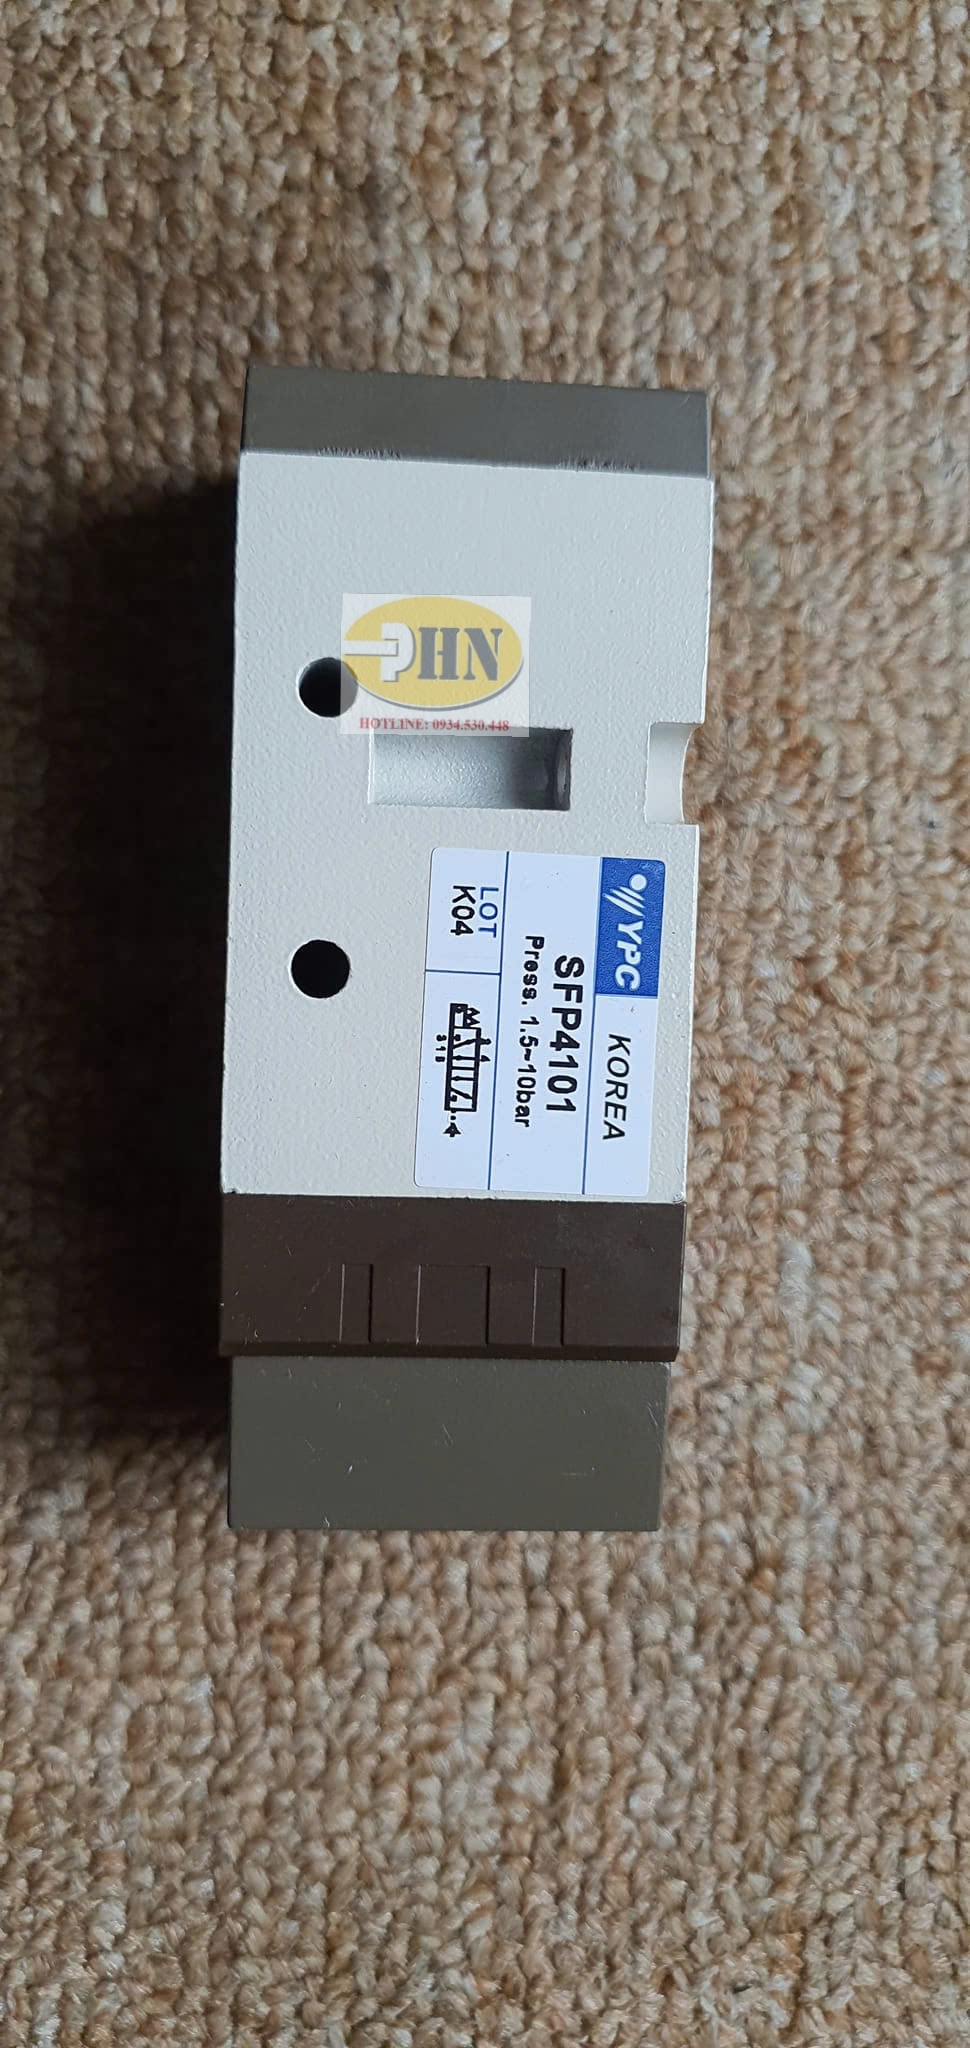 PHN
HOTLINE: 0934.530.448
YPC KOREA
SFP4101
Press. 1.5~10bar
LOT
K04